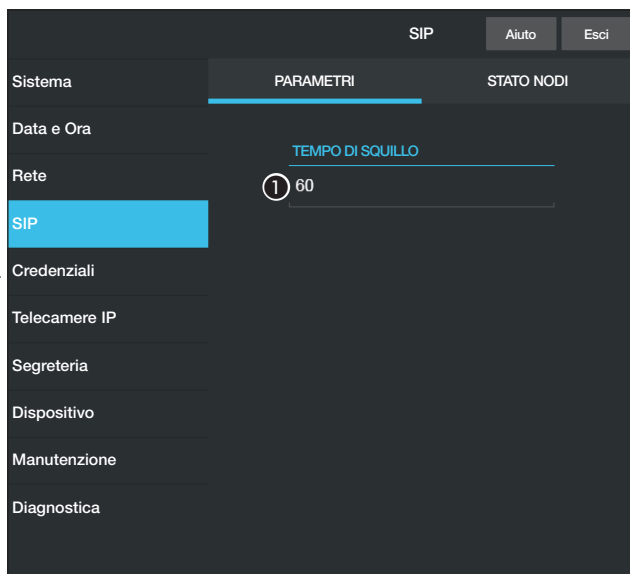 SIP Aiuto Esci
PARAMETRI STATO NODI
Sistema
Data e Ora
Rete
SIP
Credenziali
Telecamere IP
Segreteria
Dispositivo
Manutenzione
Diagnostica
TEMPO DI SQUILLO
① 60